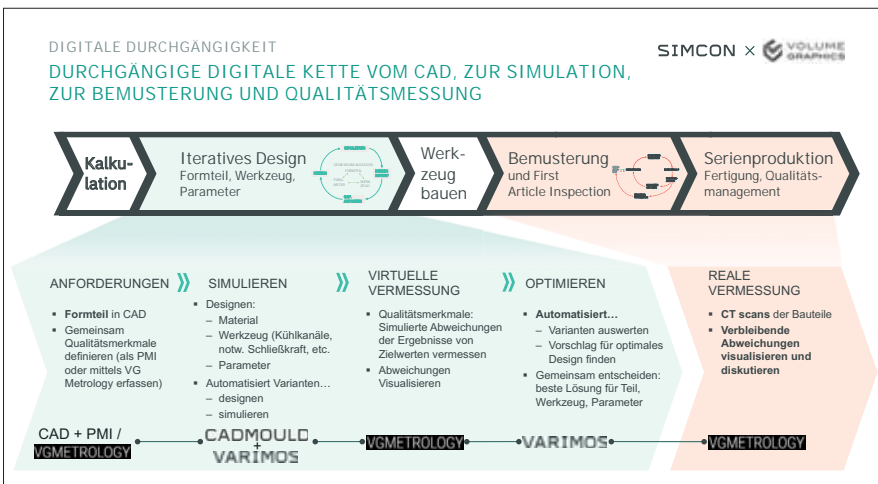 DIGITALE DURCHGÄNGIGKEIT
SIMCON × VOLUME
GRAPHICS
DURCHGÄNGIGE DIGITALE KETTE VOM CAD, ZUR SIMULATION,
ZUR BEMUSTERUNG UND QUALITÄTSMESSUNG
Kalku-
lation
Iteratives Design
Formteil, Werkzeug,
Parameter
Werk-
zeug
bauen
Bemusterung
und First
Article Inspection
Serienproduktion
Fertigung, Qualitäts-
management
ANFORDERUNGEN
▪ Formteil in CAD
▪ Gemeinsam
Qualitätsmerkmale
definieren (als PMI
oder mittels VG
Metrology erfassen)
CAD + PMI /
VGMETROLOGY
SIMULIEREN
▪ Designen:
– Material
– Werkzeug (Kühlkanäle,
notw. Schließkraft, etc.
– Parameter
▪ Automatisiert Varianten…
– designen
– simulieren
CADMOULD
+
VARIMOS
VIRTUELLE
VERMESSUNG
▪ Qualitätsmerkmale:
Simulierte Abweichungen
der Ergebnisse von
Zielwerten vermessen
▪ Abweichungen
Visualisieren
VGMETROLOGY
OPTIMIEREN
▪ Automatisiert…
– Varianten auswerten
– Vorschlag für optimales
Design finden
▪ Gemeinsam entscheiden:
beste Lösung für Teil,
Werkzeug, Parameter
VARIMOS
REALE
VERMESSUNG
▪ CT scans der Bauteile
▪ Verbleibende
Abweichungen
visualisieren und
diskutieren
VGMETROLOGY